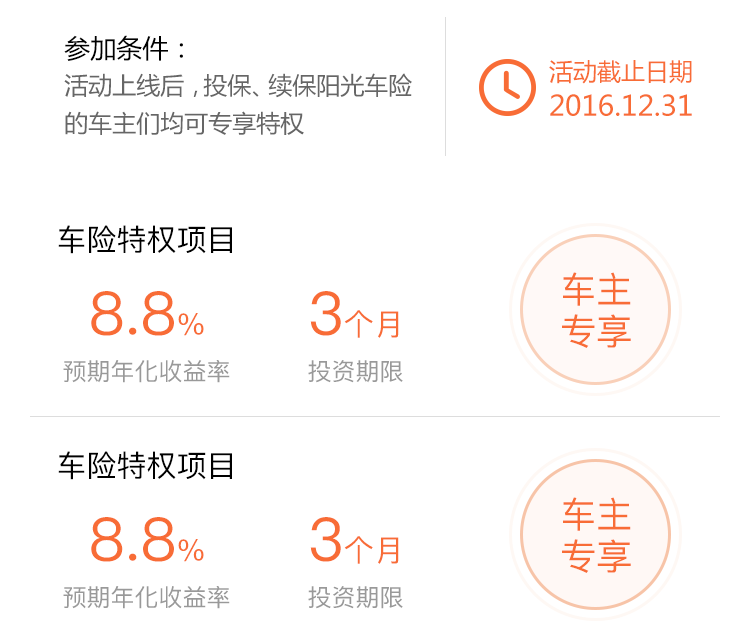 参加条件：
活动上线后，投保、续保阳光车险
的车主们均可专享特权
活动截止日期
2016.12.31
车险特权项目
8.8%
3个月
预期年化收益率
投资期限
车主
专享
车险特权项目
8.8%
3个月
预期年化收益率
投资期限
车主
专享